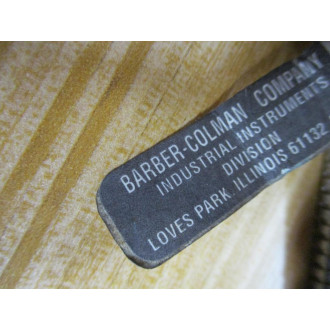 BARBER-COLMAN COMPANY
INDUSTRIAL INSTRUMENTS
DIVISION
LOVES PARK, ILLINOIS 61132